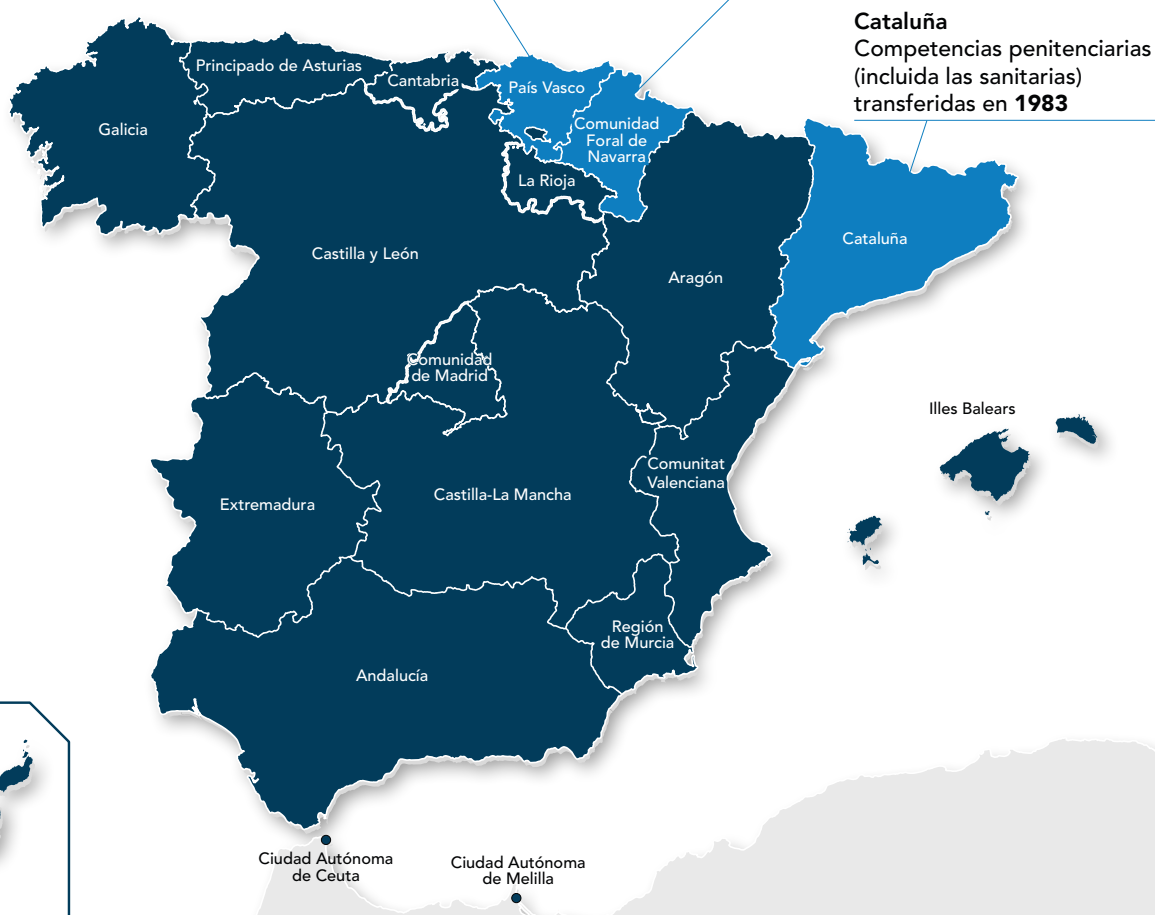 Cataluña
Competencias penitenciarias
(incluida las sanitarias)
transferidas en 1983
Principado de Asturias
Cantabria
País Vasco
Galicia
Comunidad
Foral de
Navarra
La Rioja
Castilla y León
Cataluña
Aragón
Comunidad
de Madrid
Illes Balears
Comunitat
Valenciana
Castilla-La Mancha
Extremadura
Región
de Murcia
Andalucía
Ciudad Autónoma
de Ceuta
Ciudad Autónoma
de Melilla